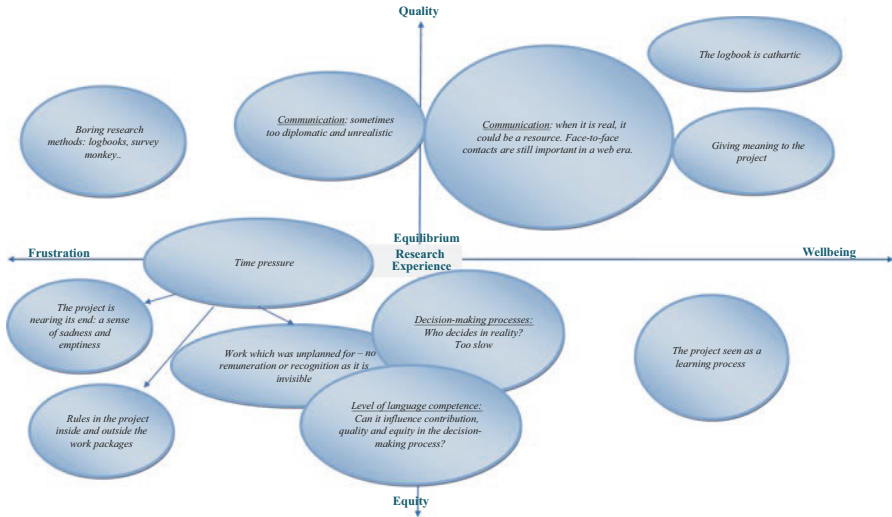 Quality
The logbook is cathartic
Boring research
methods: logbooks, survey
monkey..
Communication: sometimes
too diplomatic and unrealistic
Communication: when it is real, it
could be a resource. Face-to-face
contacts are still important in a web era.
Giving meaning to the
project
Equilibrium
Frustration
Research
Experience
Wellbeing
Time pressure
The project is
nearing its end: a sense
of sadness and
emptiness
Decision-making processes:
Who decides in reality?
Too slow
Work which was unplanned for – no
remuneration or recognition as it is
invisible
The project seen as a
learning process
Rules in the project
inside and outside the
work packages
Level of language competence:
Can it influence contribution,
quality and equity in the decision-
making process?
Equity